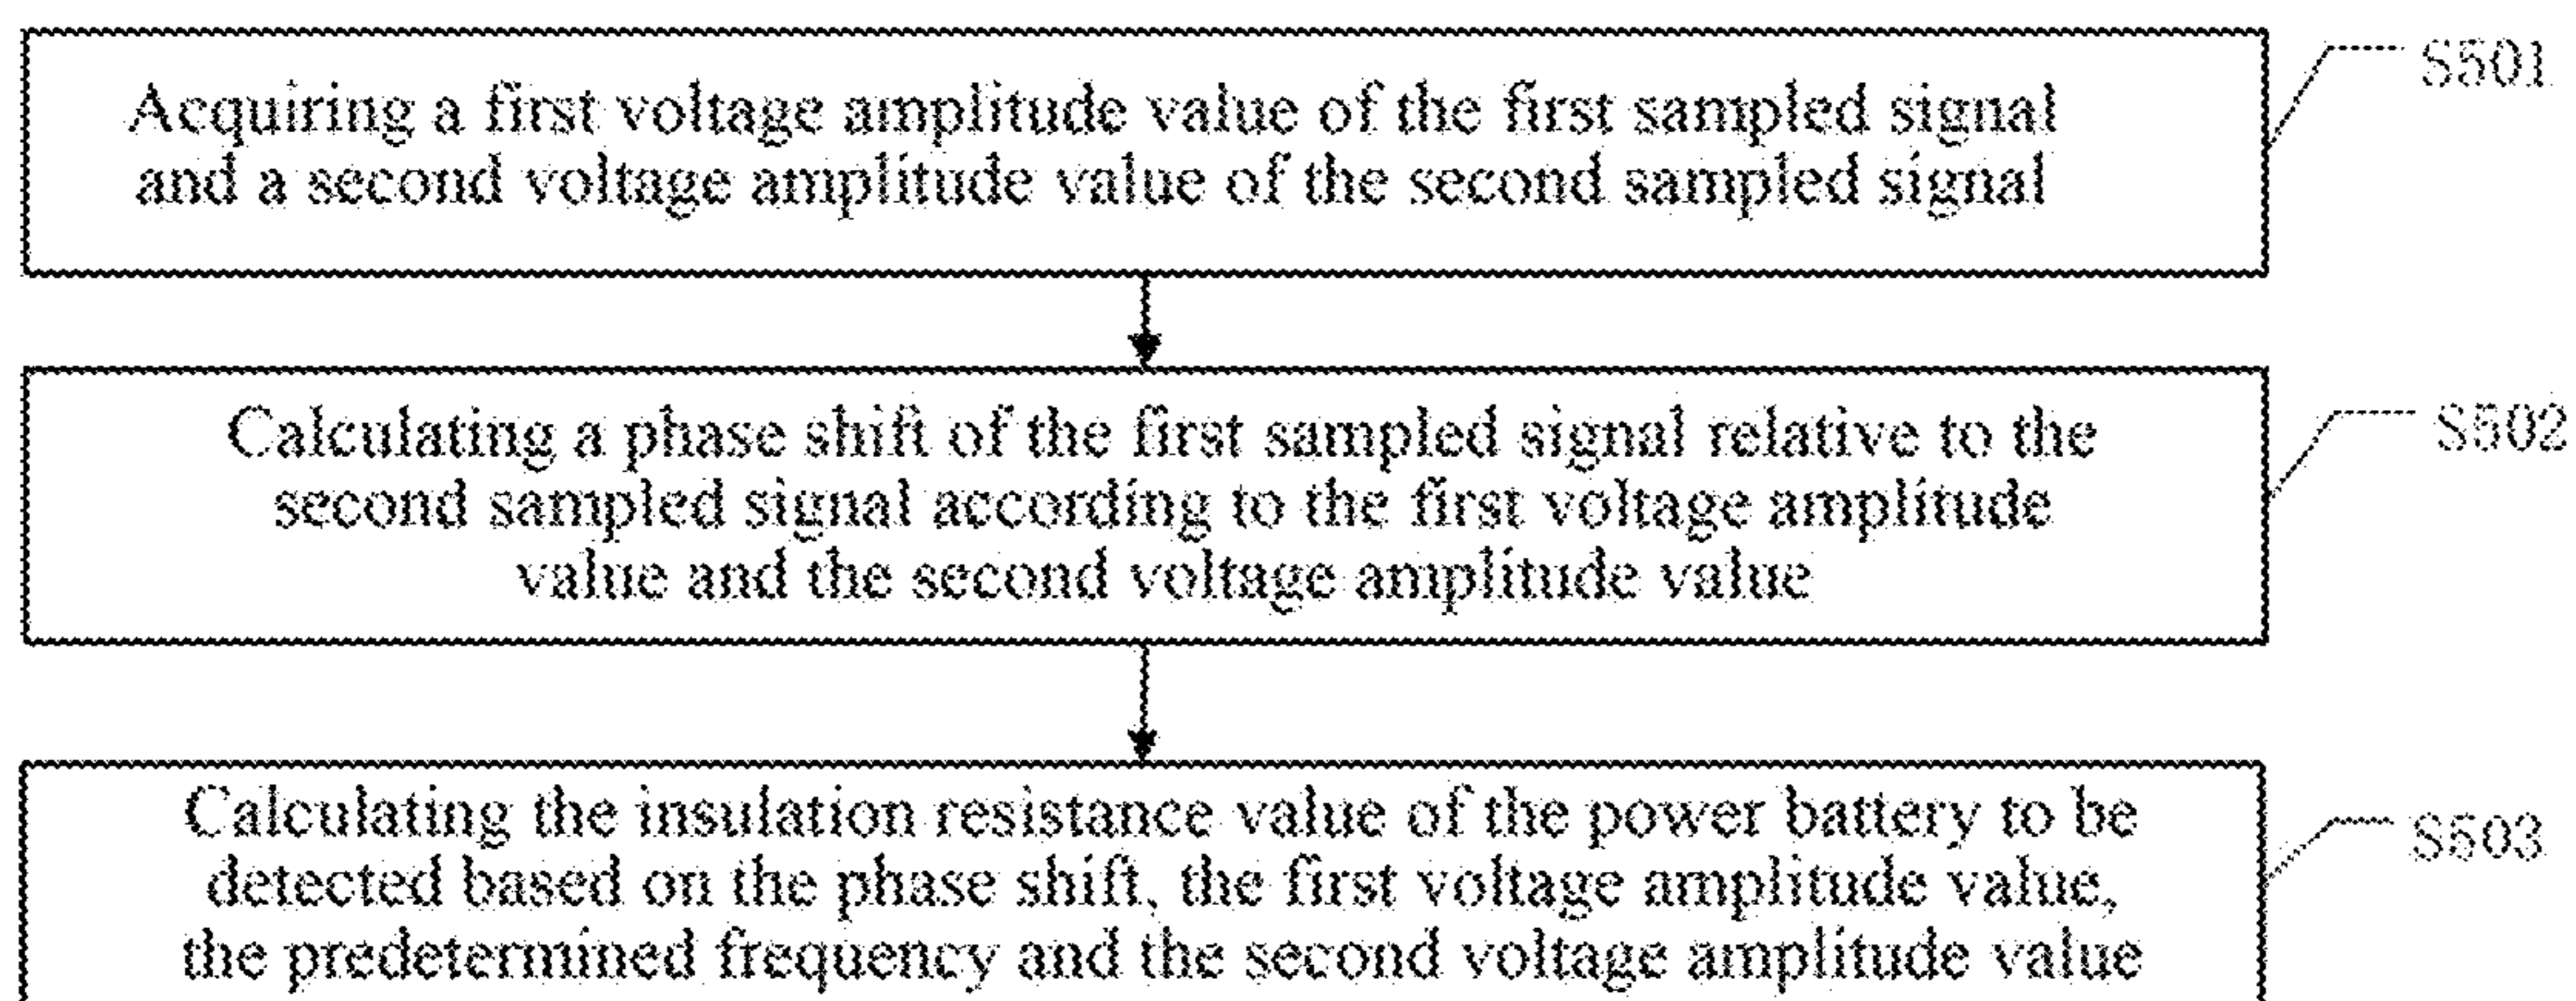 Acquiring a first voltage amplitude value of the first sampled signal
and a second voltage amplitude value of the second sampled signal
S501
Calculating a phase shift of the first sampled signal relative to the
second sampled signal according to the first voltage amplitude
value and the second voltage amplitude value
S502
Calculating the insulation resistance value of the power battery to be
detected based on the phase shift, the first voltage amplitude value,
the predetermined frequency and the second voltage amplitude value
S503